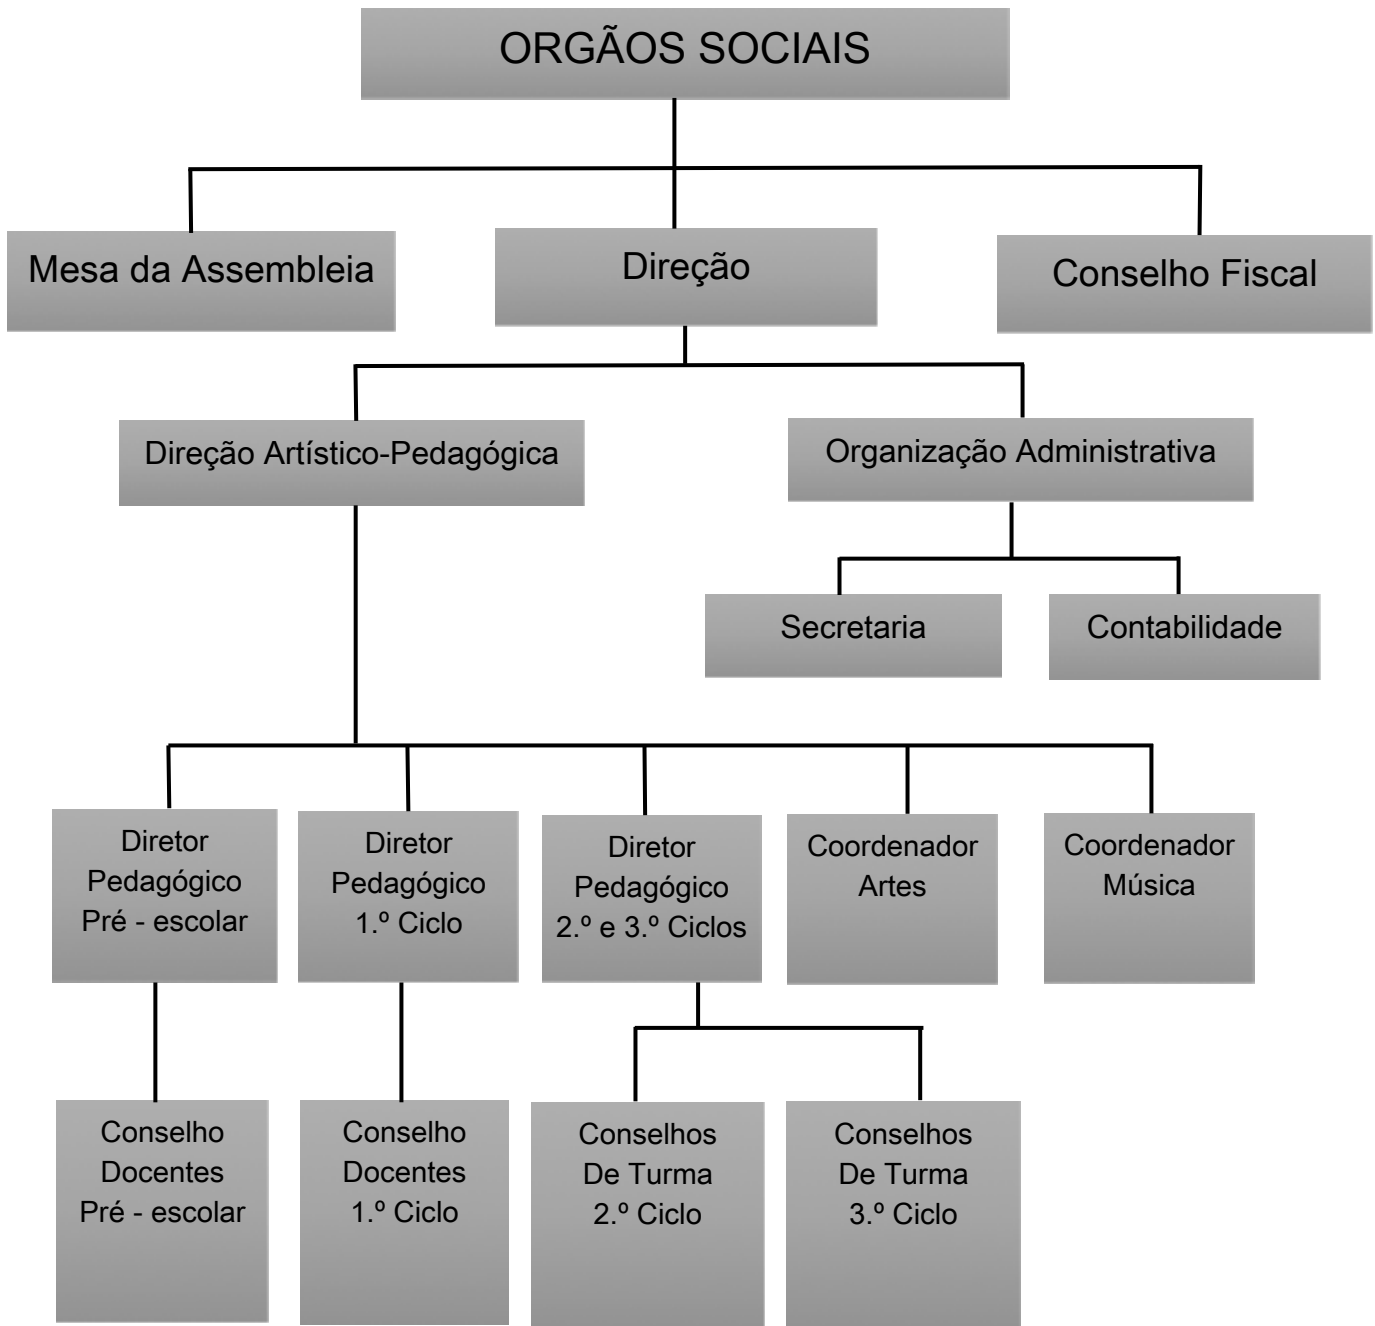 ORGÃOS SOCIAIS
Mesa da Assembleia
Direção
Conselho Fiscal
Direção Artístico-Pedagógica
Organização Administrativa
Secretaria
Contabilidade
Diretor
Pedagógico
Pré - escolar
Diretor
Pedagógico
1.º Ciclo
Diretor
Pedagógico
2.º e 3.º Ciclos
Coordenador
Artes
Coordenador
Música
Conselho
Docentes
Pré - escolar
Conselho
Docentes
1.º Ciclo
Conselhos
De Turma
2.º Ciclo
Conselhos
De Turma
3.º Ciclo